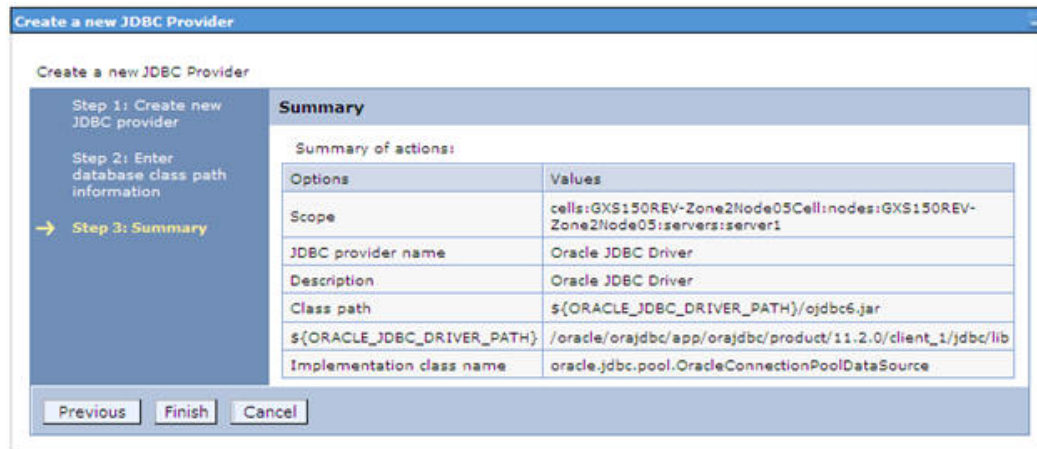 Create a new JDBC Provider
Create a new JDBC Provider
Step 1: Create new
JDBC provider
Step 2: Enter
database class path
information
Step 3: Summary
Summary
Summary of actions:
Options Values
Scope cells:GXS150REV-Zone2Node05Cell:nodes:GXS150REV-
Zone2Node05:servers:server1
JDBC provider name Oracle JDBC Driver
Description Oracle JDBC Driver
Class path ${ORACLE_JDBC_DRIVER_PATH}/ojdbc6.jar
${ORACLE_JDBC_DRIVER_PATH} /oracle/orajdbc/app/orajdbc/product/11.2.0/client_1/jdbc/lib
Implementation class name oracle.jdbc.pool.OracleConnectionPoolDataSource
Previous Finish Cancel